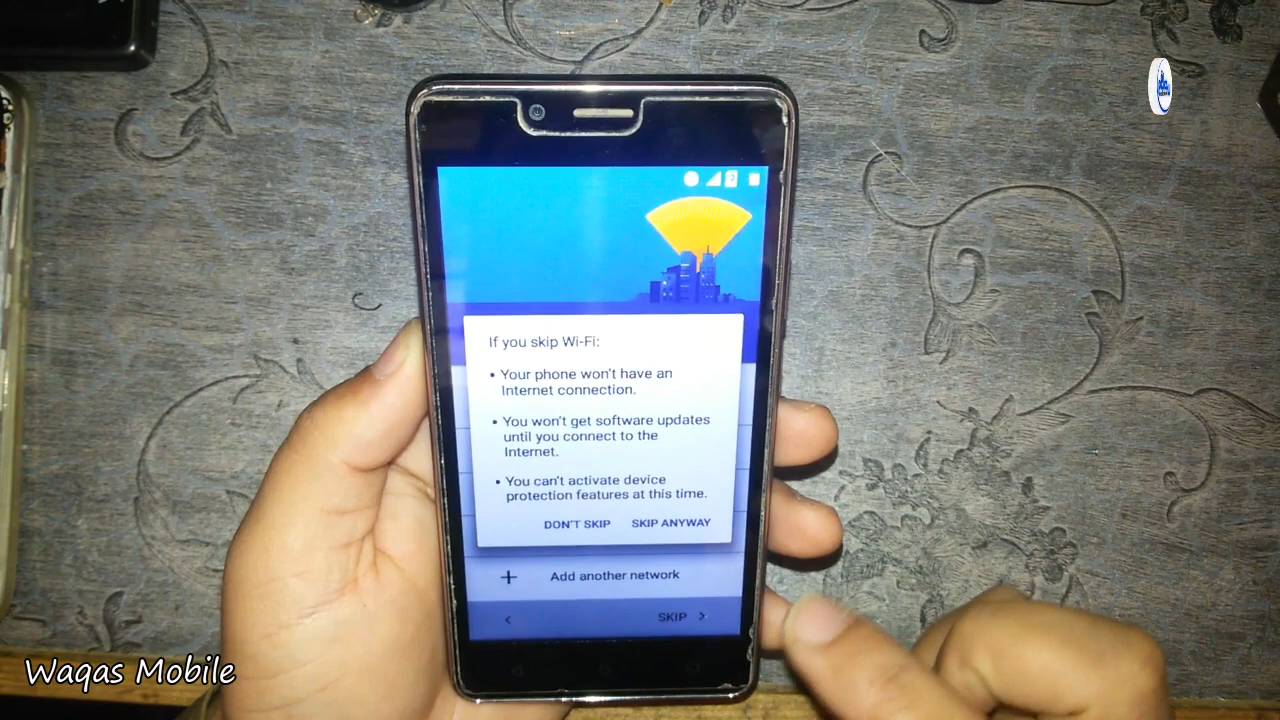 If you skip Wi-Fi:
• Your phone won't have an
Internet connection.
• You won't get software updates
until you connect to the
Internet.
• You can't activate device
protection features at this time.
DON'T SKIP SKIP ANYWAY
+ Add another network
< SKIP >
Waqas Mobile